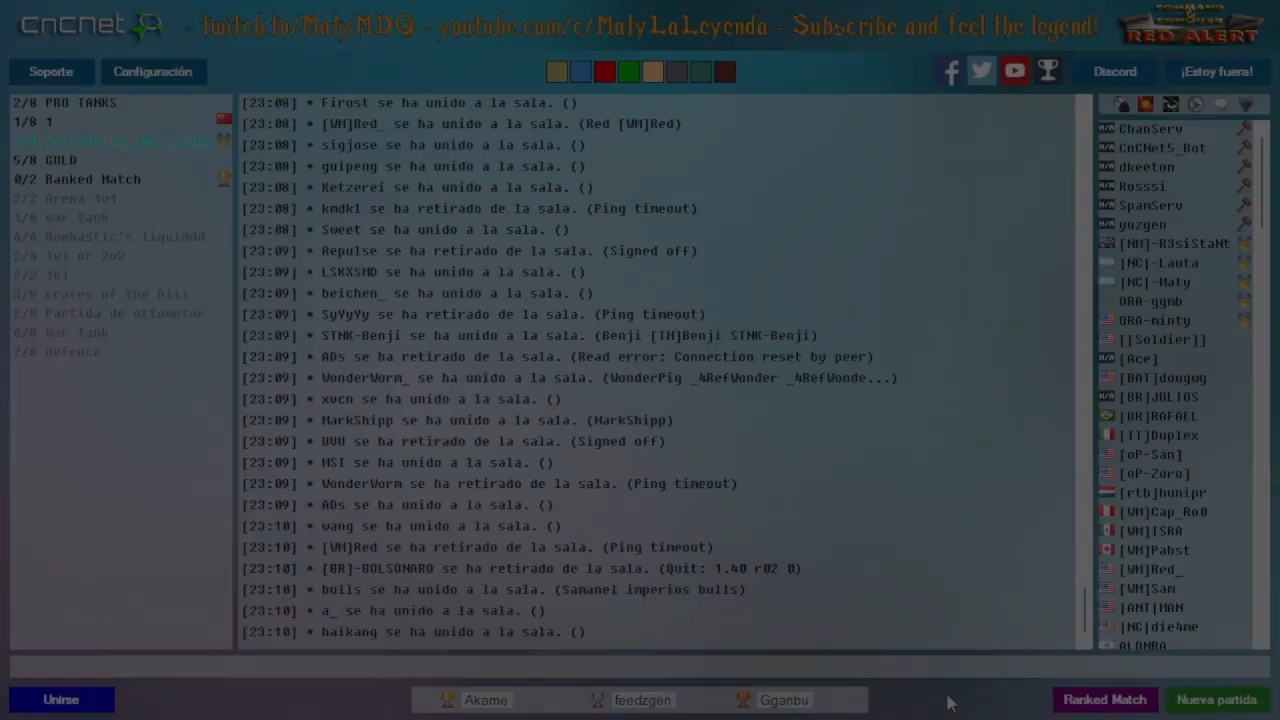 cncnet
- twitch.tv/MatyMDQ - youtube.com/c/MatyLaLeyenda - Subscribe and feel the legend!
COMMAND & CONQUER
RED ALERT
Soporte
Configuración
Discord
¡Estoy fuera!
2/8 PRO TANKS
1/8 1
5/8 GOLD
0/2 Ranked Match
2/2 Arena 1v1
1/8 war tank
6/6 Bombastic's liquiddd
2/4 1v1 or 2v2
2/2 1V1
3/8 crates of the hill
2/8 Partida de ottomotor
6/8 War Tank
2/8 defence
[23:08] * Firost se ha unido a la sala. ()
[23:08] * [WM]Red_ se ha unido a la sala. (Red [WM]Red)
[23:08] * sigjose se ha unido a la sala. ()
[23:08] * guipeng se ha unido a la sala. ()
[23:08] * Ketzerei se ha unido a la sala. ()
[23:08] * kmdkl se ha retirado de la sala. (Ping timeout)
[23:08] * Sweet se ha unido a la sala. ()
[23:09] * Repulse se ha retirado de la sala. (Signed off)
[23:09] * LSKXSMD se ha unido a la sala. ()
[23:09] * beichen_ se ha unido a la sala. ()
[23:09] * SyYyYy se ha retirado de la sala. (Ping timeout)
[23:09] * STNK-Benji se ha unido a la sala. (Benji [TM]Benji STNK-Benji)
[23:09] * ADs se ha retirado de la sala. (Read error: Connection reset by peer)
[23:09] * WonderWorm_ se ha unido a la sala. (WonderPig _4RefWonder _4RefWonde...)
[23:09] * xvcn se ha unido a la sala. ()
[23:09] * MarkShipp se ha unido a la sala. (MarkShipp)
[23:09] * UVU se ha retirado de la sala. (Signed off)
[23:09] * MSI se ha unido a la sala. ()
[23:09] * WonderWorm se ha retirado de la sala. (Ping timeout)
[23:09] * ADs se ha unido a la sala. ()
[23:10] * wang se ha unido a la sala. ()
[23:10] * [WM]Red se ha retirado de la sala. (Ping timeout)
[23:10] * [BR]-BOLSONARO se ha retirado de la sala. (Quit: 1.40 r02 0)
[23:10] * bulls se ha unido a la sala. (Samanel imperios bulls)
[23:10] * a_ se ha unido a la sala. ()
[23:10] * baikang se ha unido a la sala. ()
N/A ChanServ
N/A CnCNet5_Bot
N/A dkeeton
N/A Rosssi
N/A SpamServ
N/A yuzgen
[NM]-R3siStaNt
|NC|-Lauta
|NC|-Maty
ORA-ggmb
ORA-minty
[[Soldier]]
N/A [Ace]
[BAT]dougwg
N/A [BR]JULIOS
[BR]RAFAEL
[IT]Duplex
[oP-San]
[oP-Zoro]
[rtb]hunipr
[WM]Cap_Ro0
[WM]ISRA
[WM]Pabst
[WM]Red_
[WM]Sam
|ANT|MAN
|NC|die4me
ALONRA
Unirse
Akame
feedzgen
Gganbu
Ranked Match
Nueva partida